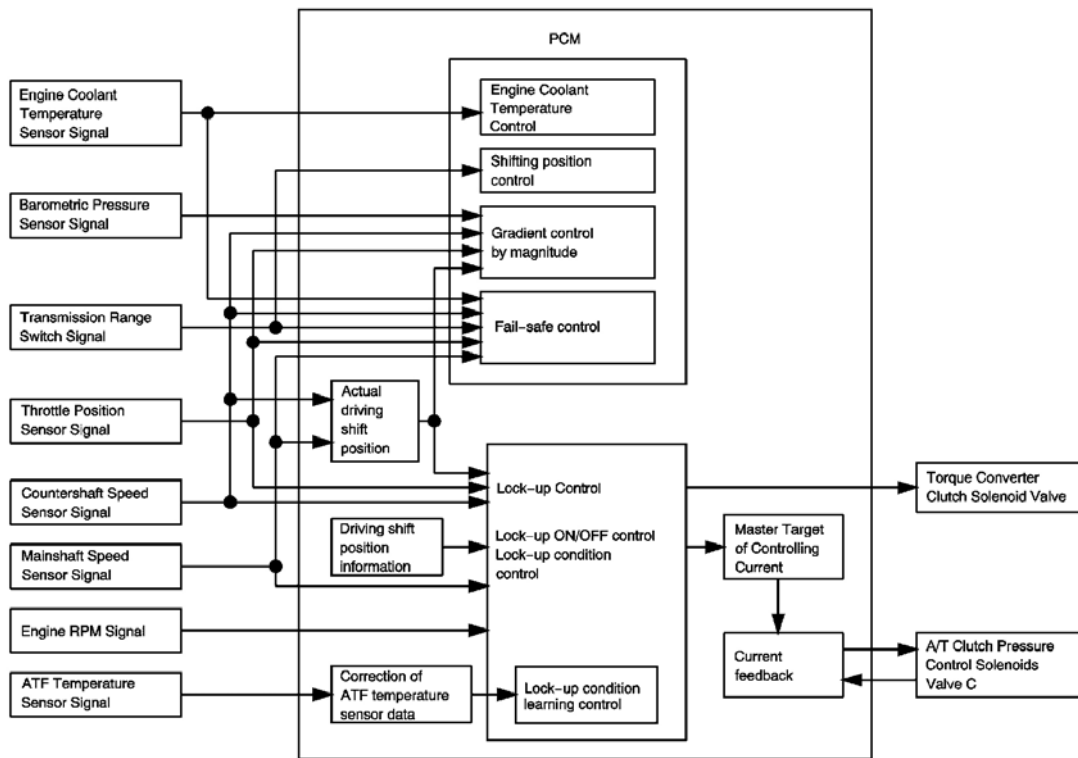 PCM
Engine Coolant
Temperature
Sensor Signal
Engine Coolant
Temperature
Control
Shifting position
control
Barometric Pressure
Sensor Signal
Gradient control
by magnitude
Transmission Range
Switch Signal
Fail-safe control
Throttle Position
Sensor Signal
Actual
driving
shift
position
Countershaft Speed
Sensor Signal
Lock-up Control
Torque Converter
Clutch Solenoid Valve
Mainshaft Speed
Sensor Signal
Driving shift
position
information
Lock-up ON/OFF control
Lock-up condition
control
Master Target
of Controlling
Current
Engine RPM Signal
Current
feedback
A/T Clutch Pressure
Control Solenoids
Valve C
ATF Temperature
Sensor Signal
Correction of
ATF temperature
sensor data
Lock-up condition
learning control